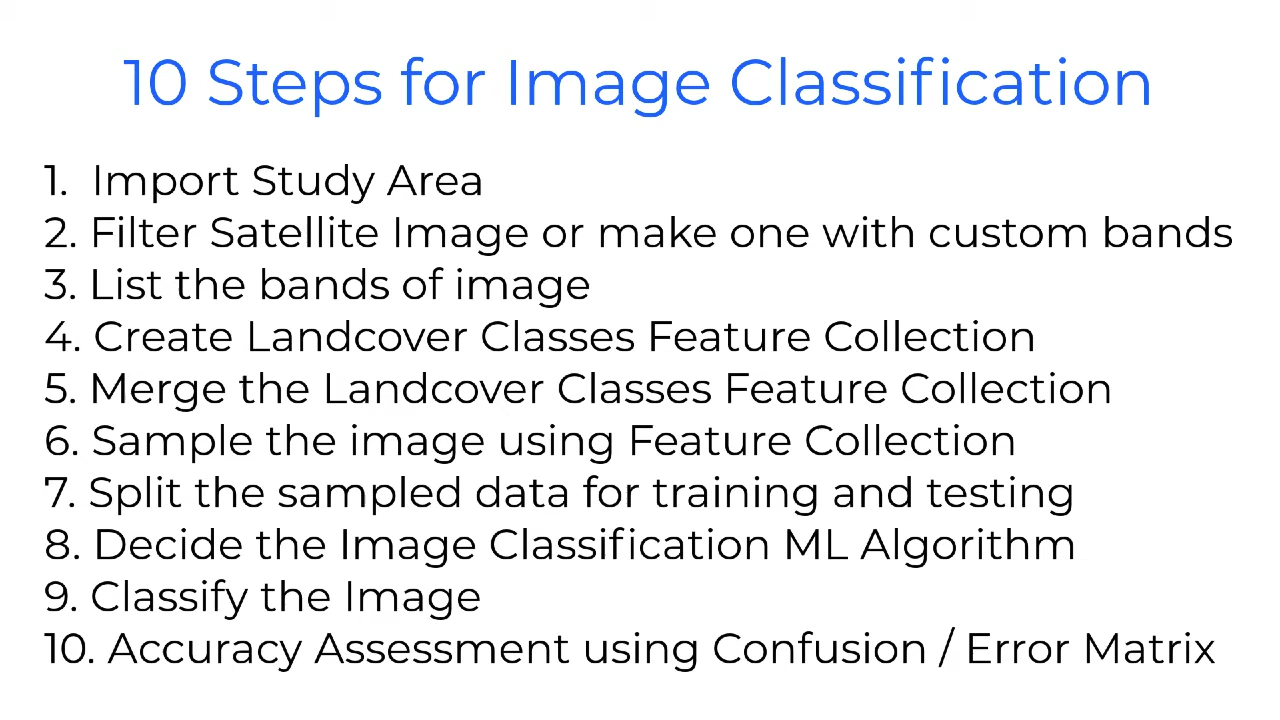 10 Steps for Image Classification
1. Import Study Area
2. Filter Satellite Image or make one with custom bands
3. List the bands of image
4. Create Landcover Classes Feature Collection
5. Merge the Landcover Classes Feature Collection
6. Sample the image using Feature Collection
7. Split the sampled data for training and testing
8. Decide the Image Classification ML Algorithm
9. Classify the Image
10. Accuracy Assessment using Confusion / Error Matrix